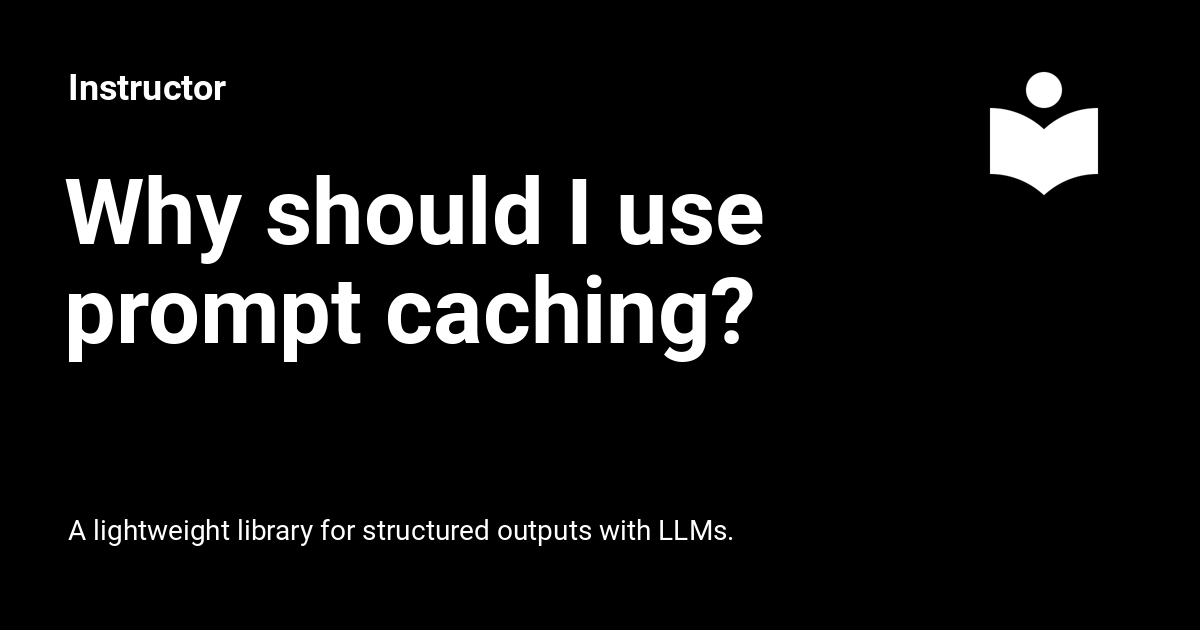 Instructor
Why should I use
prompt caching?
A lightweight library for structured outputs with LLMs.